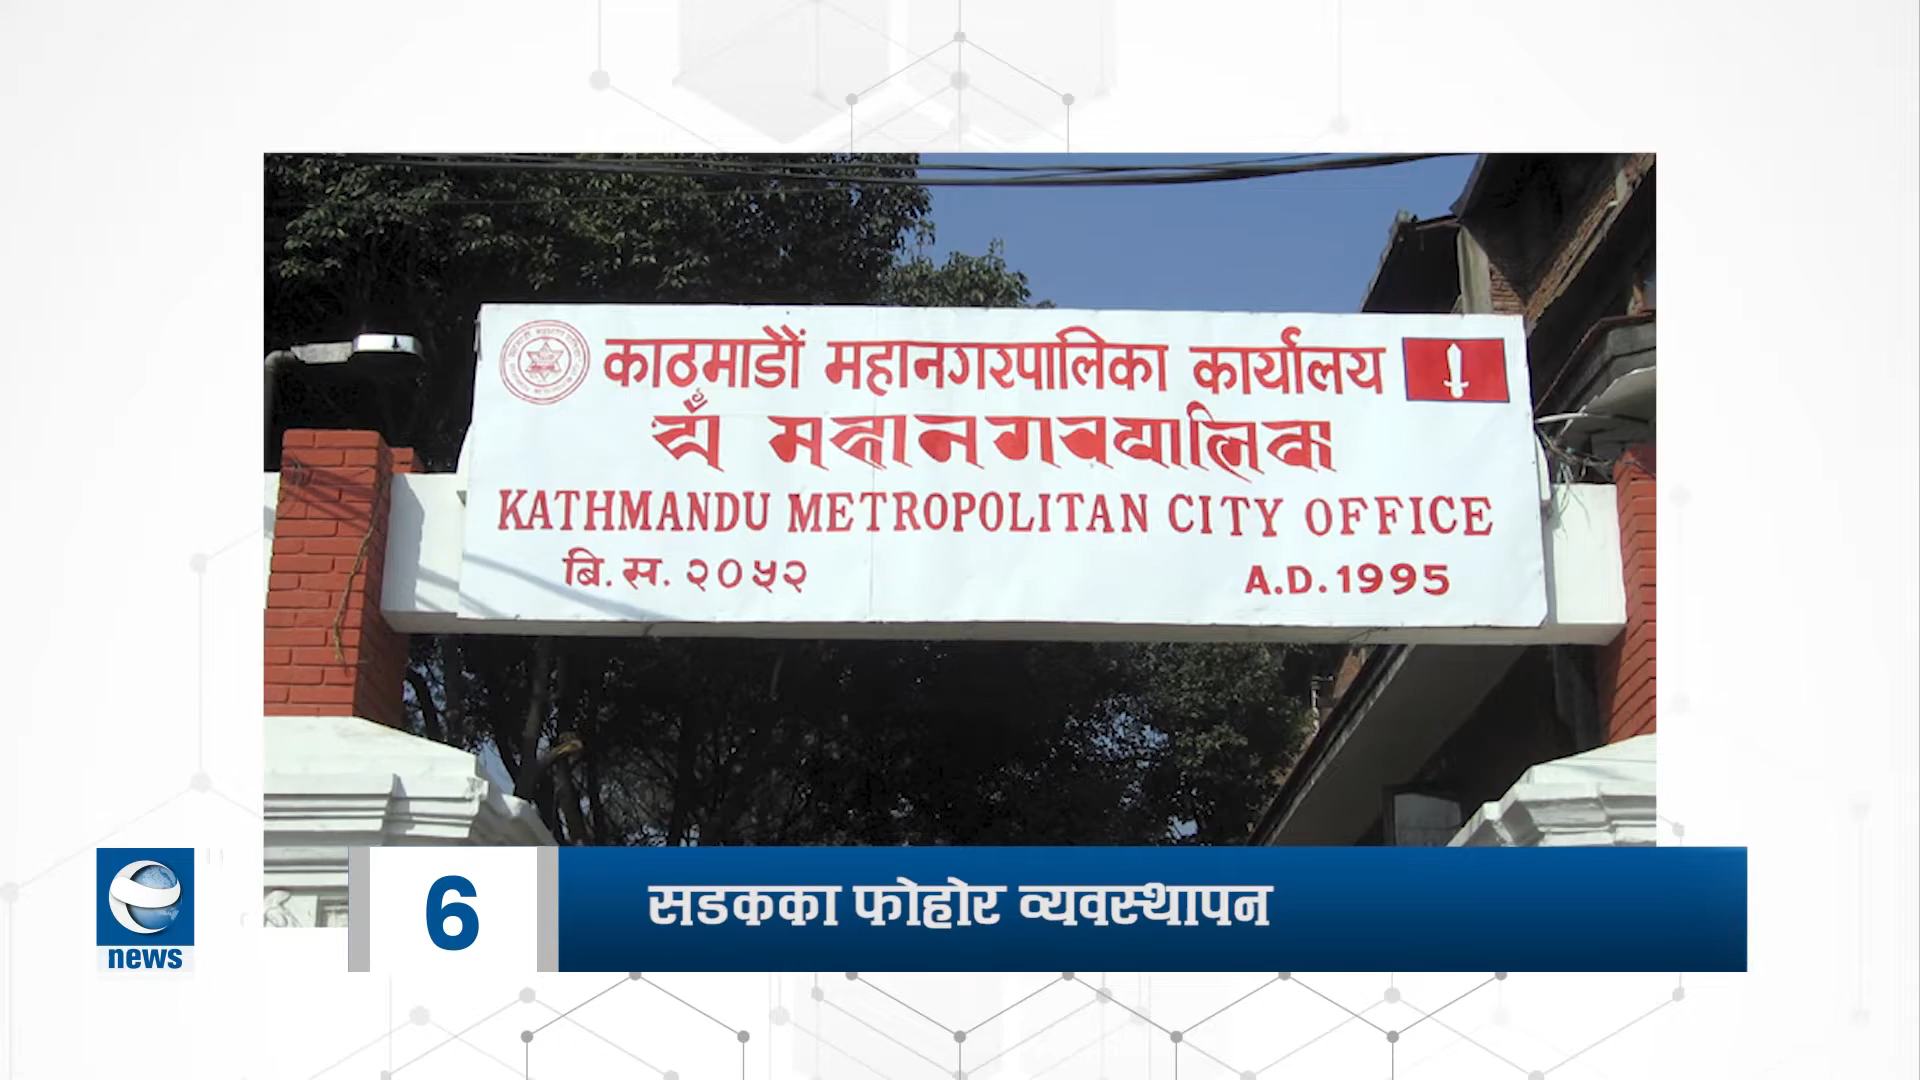 काठमाडौं महानगरपालिका कार्यालय
KATHMANDU METROPOLITAN CITY OFFICE
बि.स. २०५२
A.D. 1995
6
सडकका फोहोर व्यवस्थापन
news